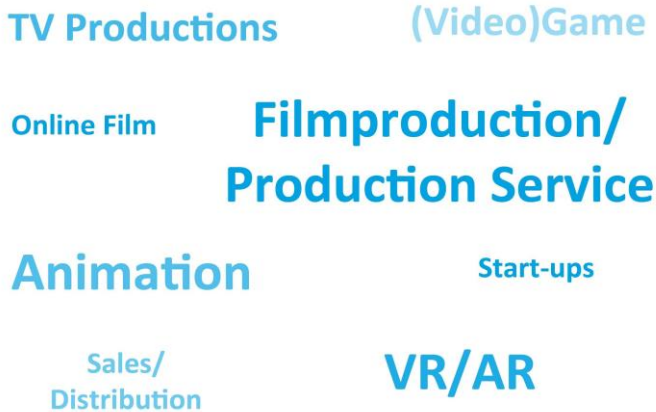 TV Productions
(Video)Game
Online Film
Filmproduction/
Production Service
Animation
Start-ups
Sales/
Distribution
VR/AR